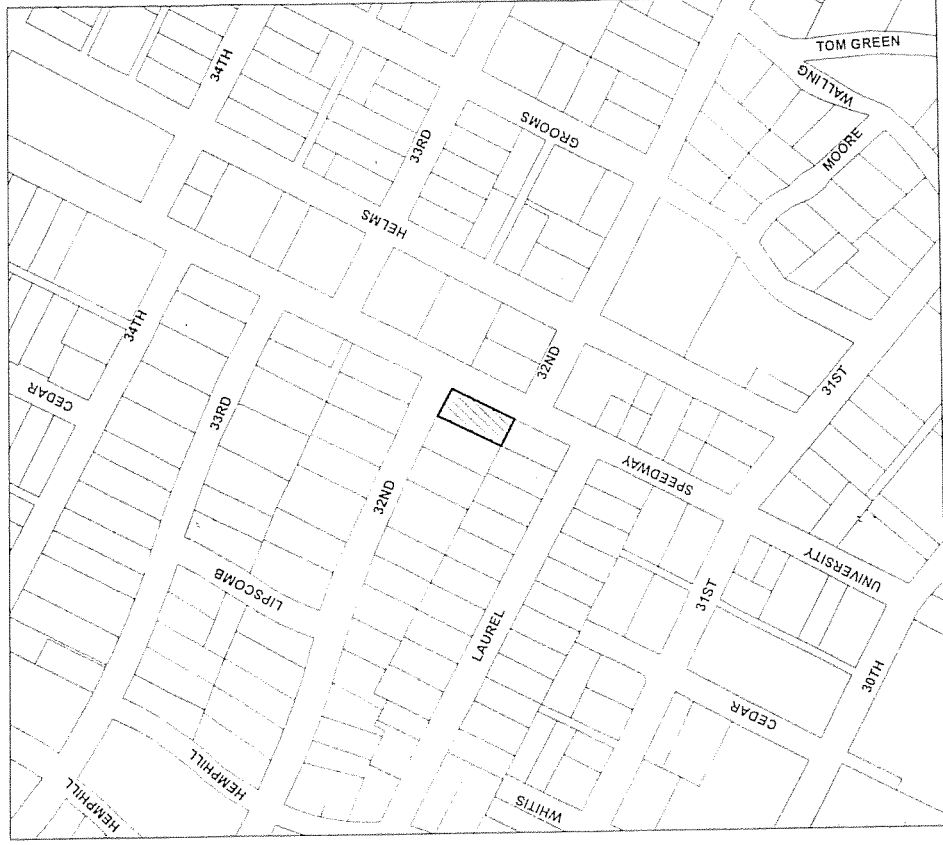 TOM GREEN
34TH
WALLING
GROOMS
33RD
MOORE
HELMS
34TH
32ND
31ST
CEDAR
33RD
SPEEDWAY
32ND
UNIVERSITY
LIPSCOMB
31ST
LAUREL
30TH
CEDAR
HEMPHILL
HEMPHILL
WHITIS